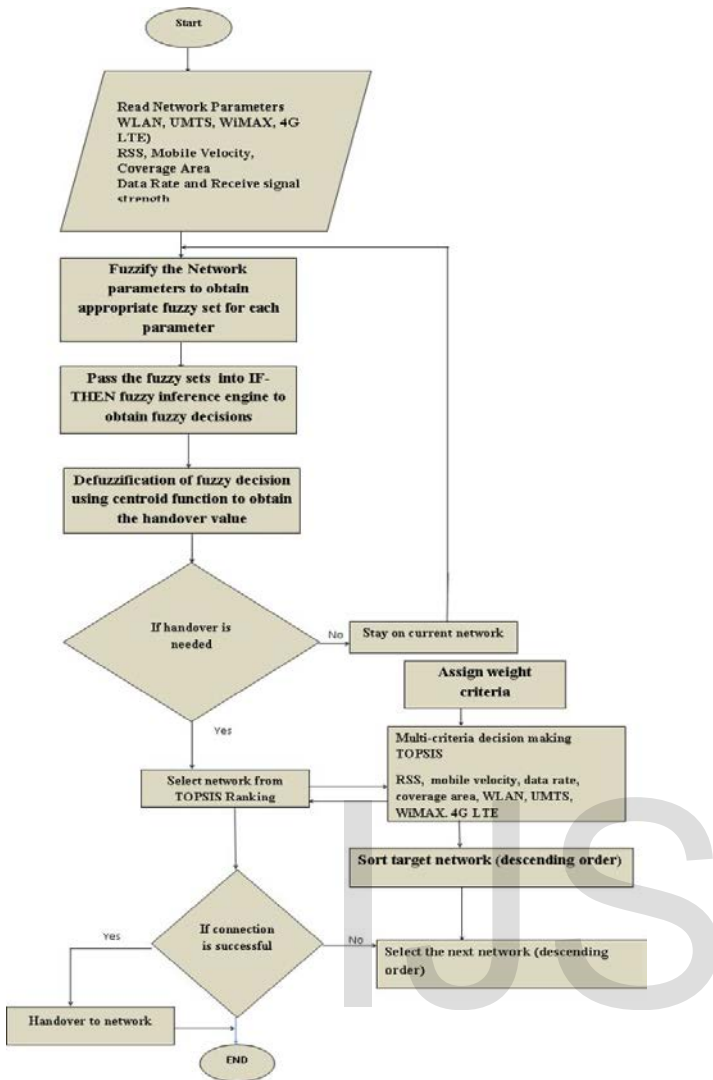 Start
Read Network Parameters
WLAN, UMTS, WiMAX, 4G
LTE)
RSS, Mobile Velocity,
Coverage Area
Data Rate and Receive signal
strength
Fuzzify the Network
parameters to obtain
appropriate fuzzy set for each
parameter
Pass the fuzzy sets into IF-
THEN fuzzy inference engine to
obtain fuzzy decisions
Defuzzification of fuzzy decision
using centroid function to obtain
the handover value
If handover is
needed
No
Stay on current network
Assign weight
criteria
Yes
Multi-criteria decision making
TOPSIS
RSS, mobile velocity, data rate,
coverage area, WLAN, UMTS,
WiMAX. 4G LTE
Select network from
TOPSIS Ranking
Sort target network (descending order)
If connection
is successful
Yes
No
Select the next network (descending
order)
Handover to network
END
IJS